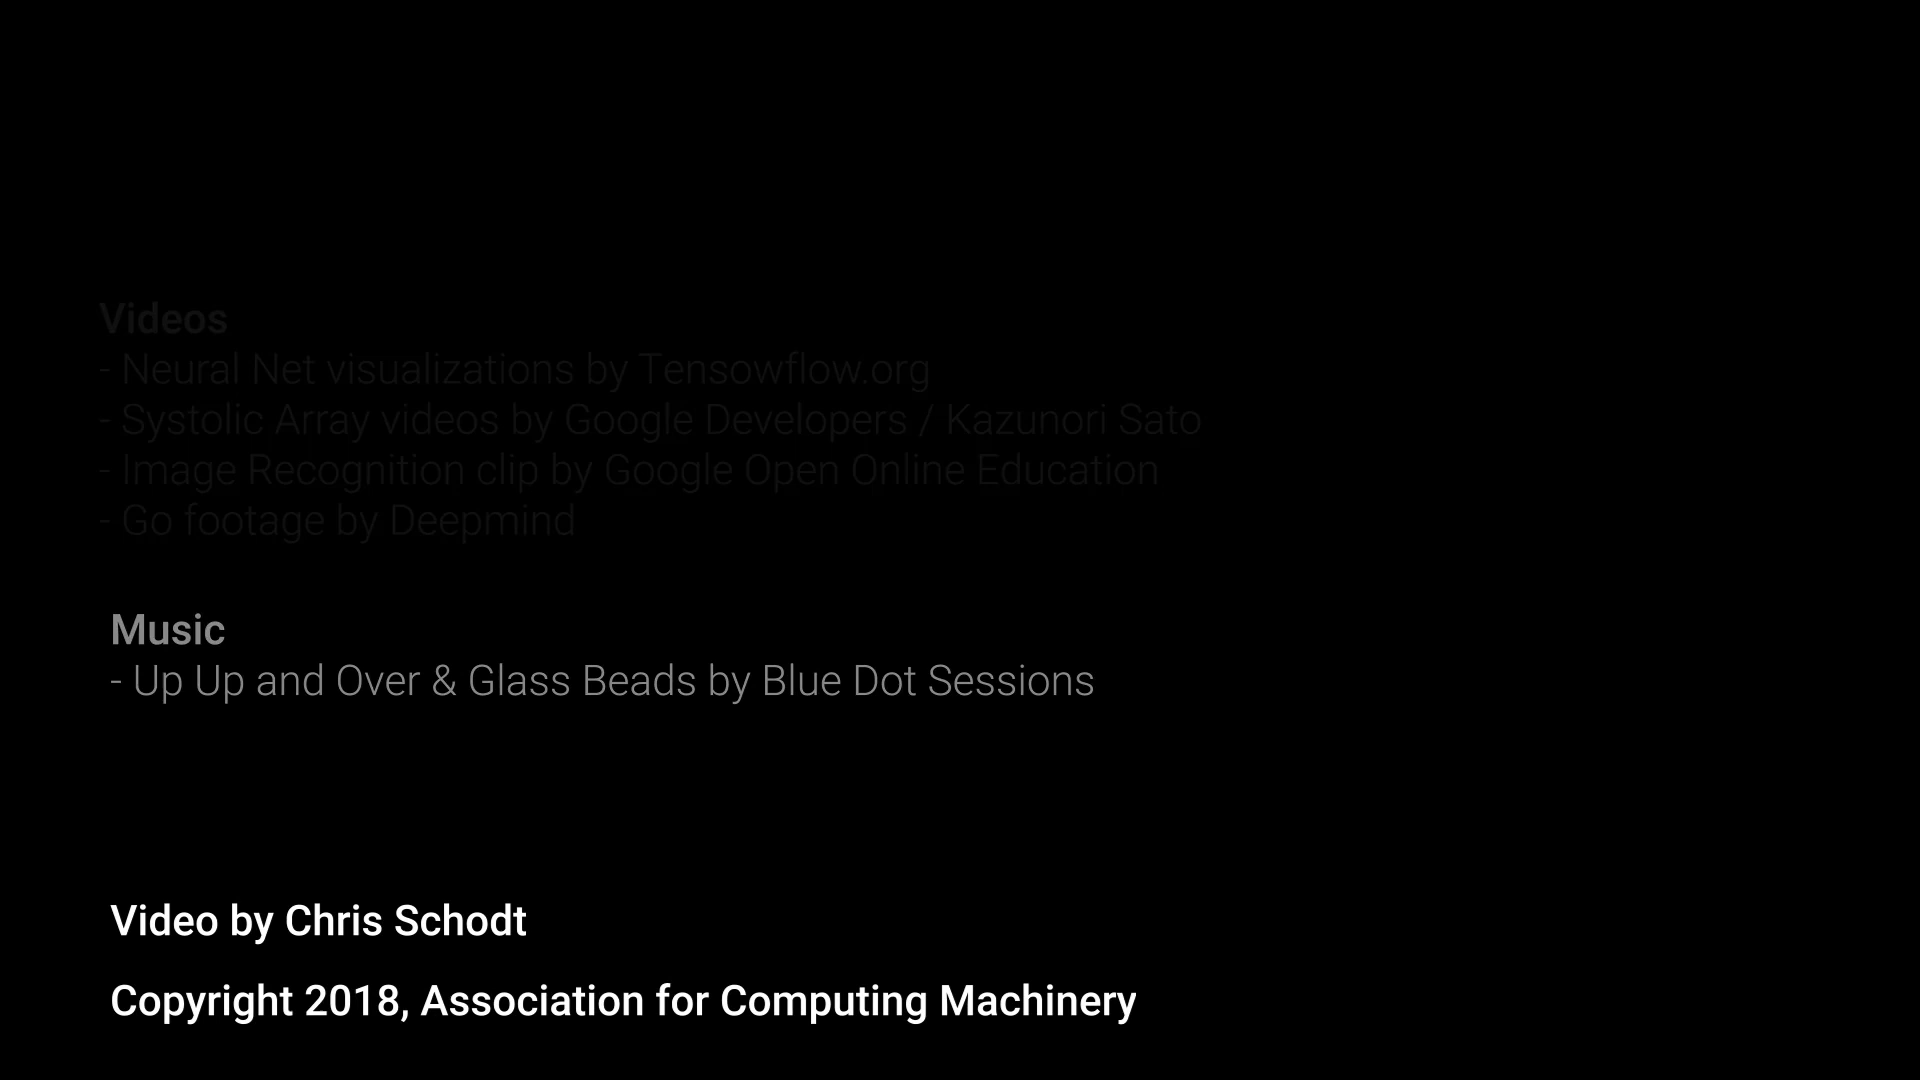 Videos
- Neural Net visualizations by Tensowflow.org
- Systolic Array videos by Google Developers / Kazunori Sato
- Image Recognition clip by Google Open Online Education
- Go footage by Deepmind
Music
- Up Up and Over & Glass Beads by Blue Dot Sessions
Video by Chris Schodt
Copyright 2018, Association for Computing Machinery